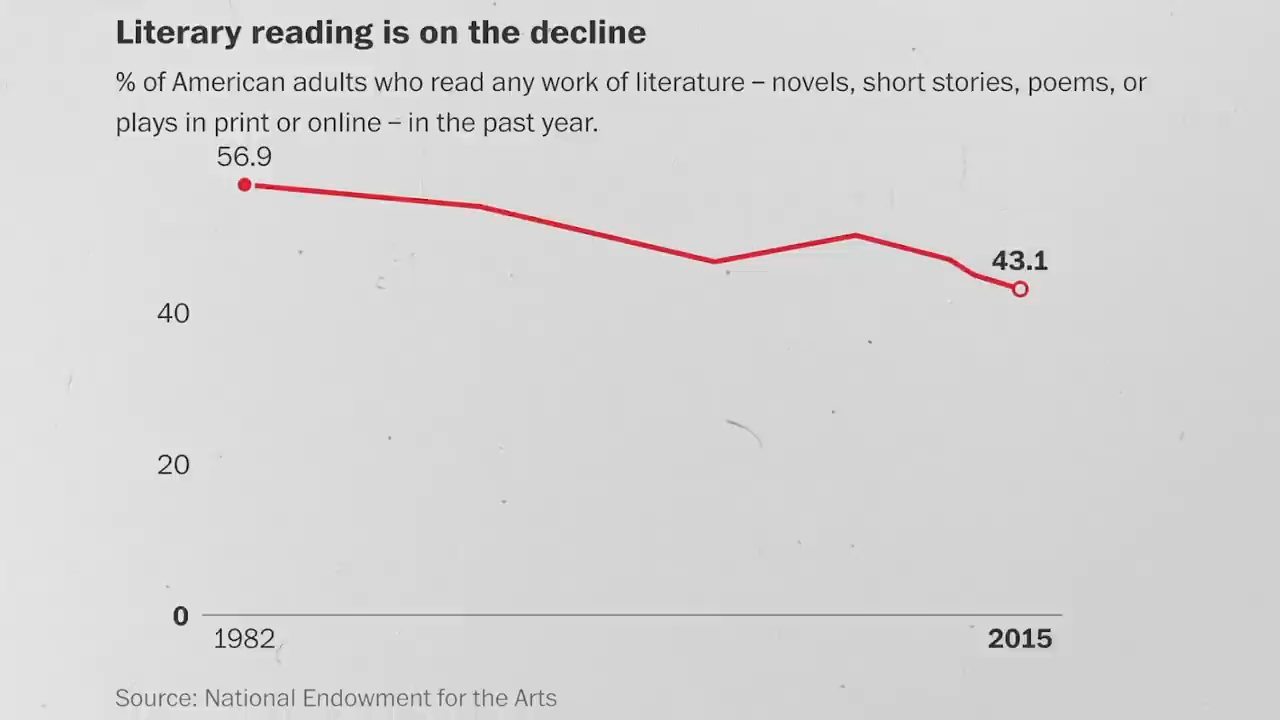 Literary reading is on the decline
% of American adults who read any work of literature – novels, short stories, poems, or
plays in print or online – in the past year.
56.9
43.1
40
20
0
1982
2015
Source: National Endowment for the Arts